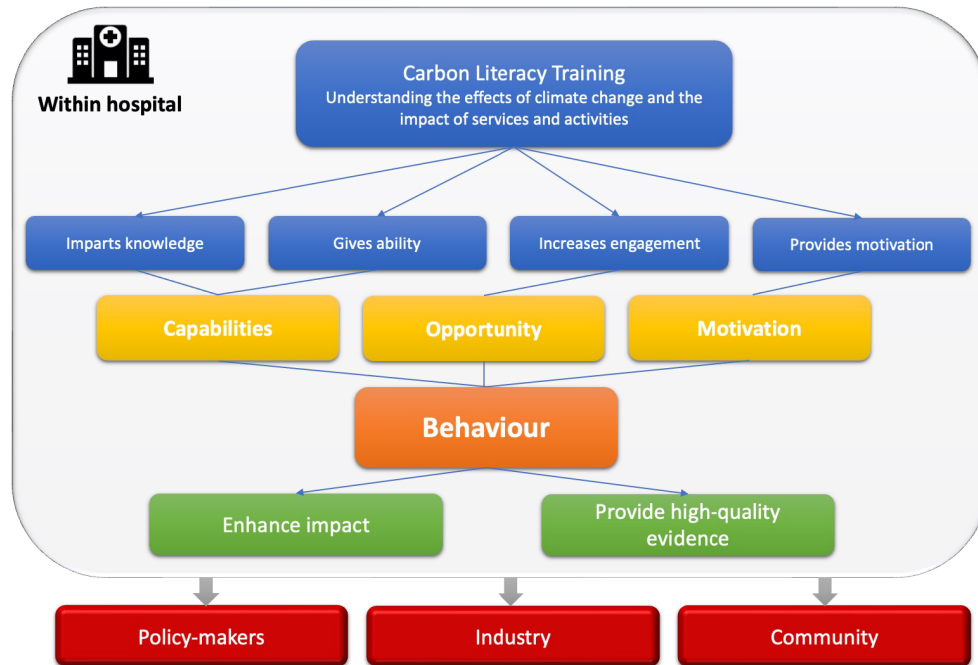 Within hospital
Carbon Literacy Training
Understanding the effects of climate change and the
impact of services and activities
Imparts knowledge
Gives ability
Increases engagement
Provides motivation
Capabilities
Opportunity
Motivation
Behaviour
Enhance impact
Provide high-quality
evidence
Policy-makers
Industry
Community